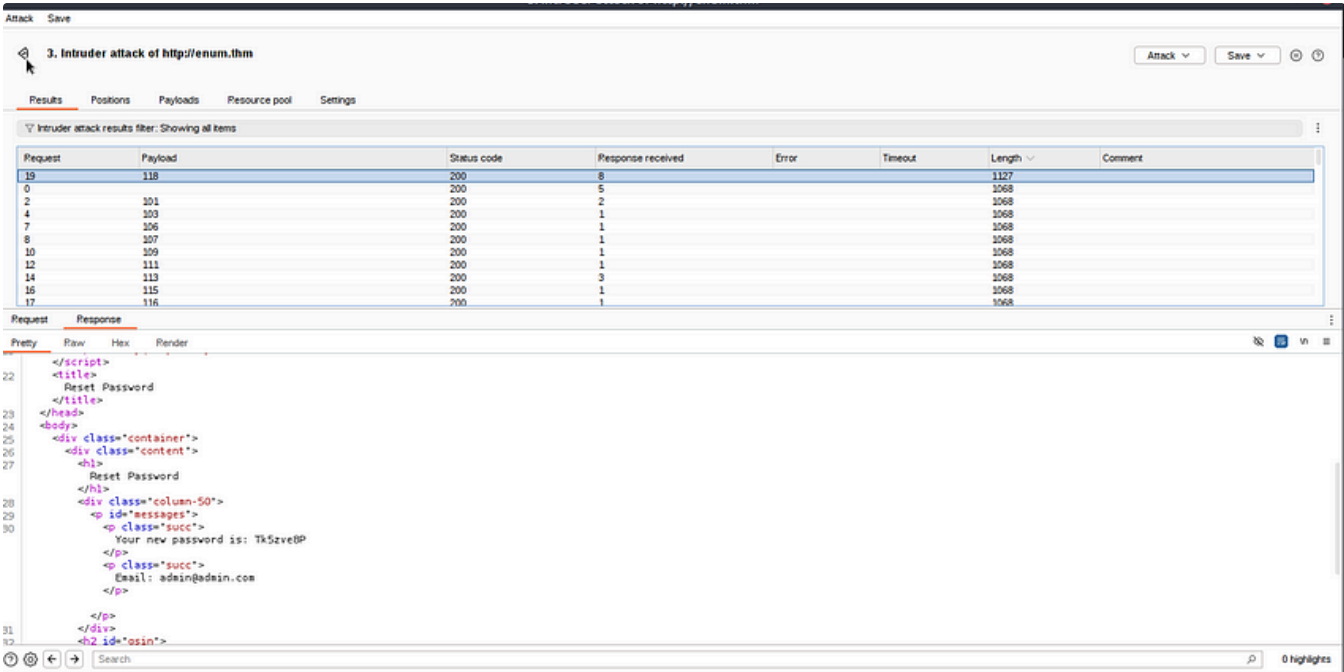 Attack Save
3. Intruder attack of http://enum.thm
Attack Save
Results Positions Payloads Resource pool Settings
Intruder attack results filter: Showing all items
Request Payload Status code Response received Error Timeout Length Comment
19 118 200 8 1127
0 200 5 1068
2 101 200 2 1068
4 103 200 1 1068
7 106 200 1 1068
8 107 200 1 1068
10 109 200 1 1068
12 111 200 1 1068
14 113 200 3 1068
16 115 200 1 1068
17 116 200 1 1068
Request Response
Pretty Raw Hex Render
</script>
22 <title>
Reset Password
</title>
23 </head>
24 <body>
25 <div class="container">
26 <div class="content">
27 <h1>
Reset Password
</h1>
28 <div class="column-50">
29 <p id="messages">
30 <p class="succ">
Your new password is: Tk5zve8P
</p>
<p class="succ">
Email: admin@admin.com
</p>
</p>
31 </div>
32 <h2 id="qsin">
Search 0 highlights